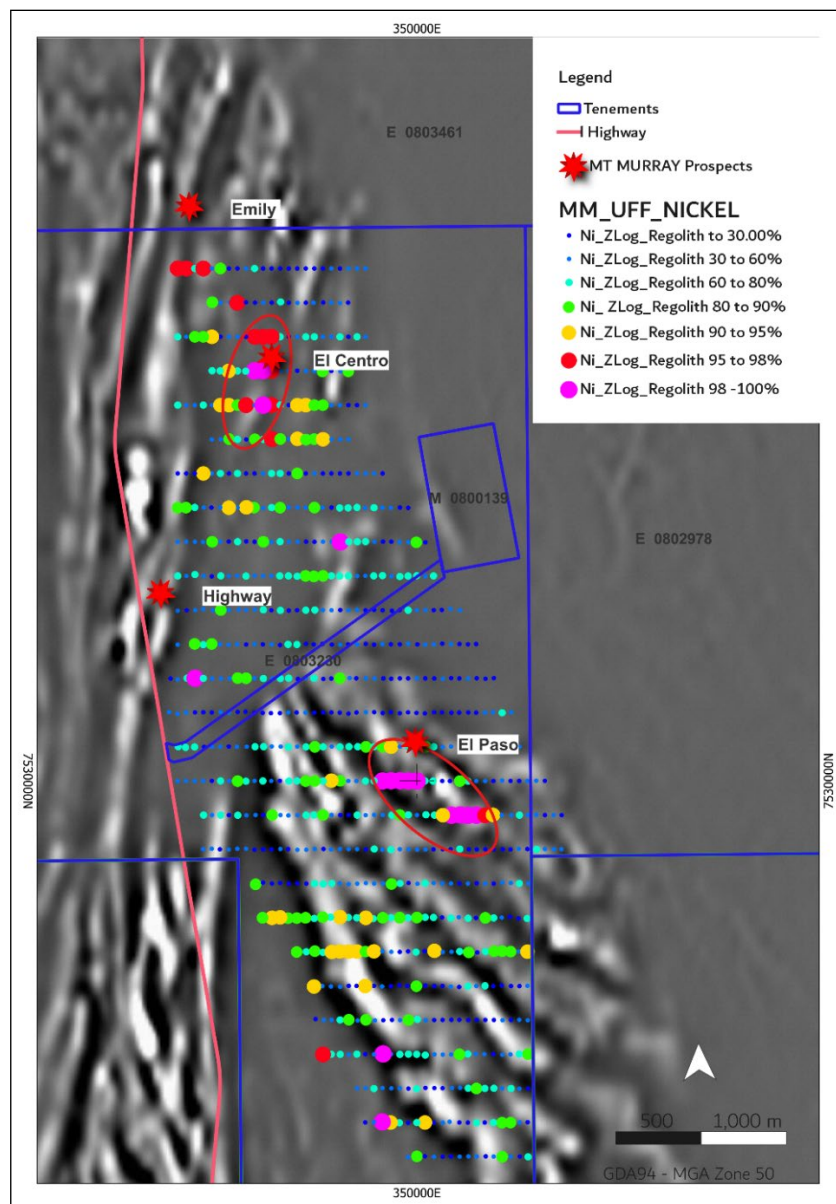 350000E
Legend
Tenements
Highway
MT MURRAY Prospects
MM_UFF_NICKEL
Ni_ZLog_Regolith to 30.00%
Ni_ZLog_Regolith 30 to 60%
Ni_ZLog_Regolith 60 to 80%
Ni_ ZLog_Regolith 80 to 90%
Ni_ZLog_Regolith 90 to 95%
Ni_ZLog_Regolith 95 to 98%
Ni_ZLog_Regolith 98 -100%
E 0803461
Emily
El Centro
M 0800139
E 0802978
Highway
E 0803230
El Paso
7530000N
7530000N
500
1,000 m
GDA94 - MGA Zone 50
350000E